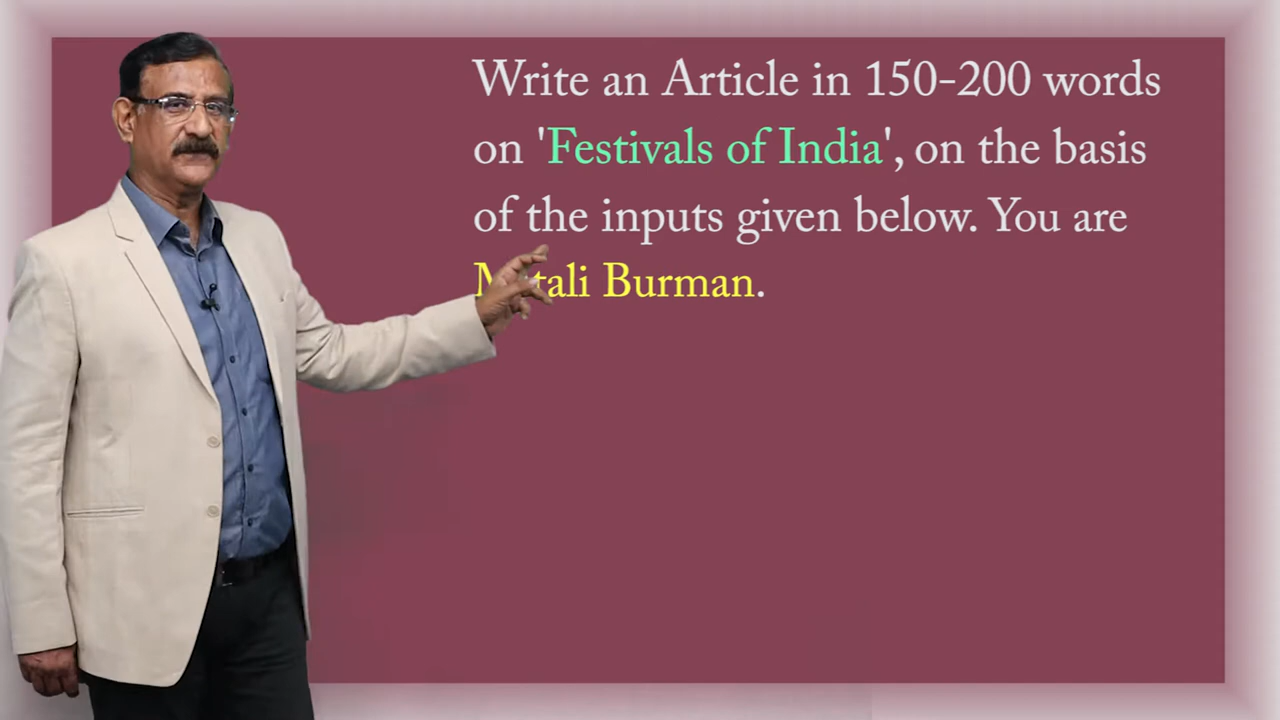 Write an Article in 150-200 words
on 'Festivals of India', on the basis
of the inputs given below. You are
Burman.